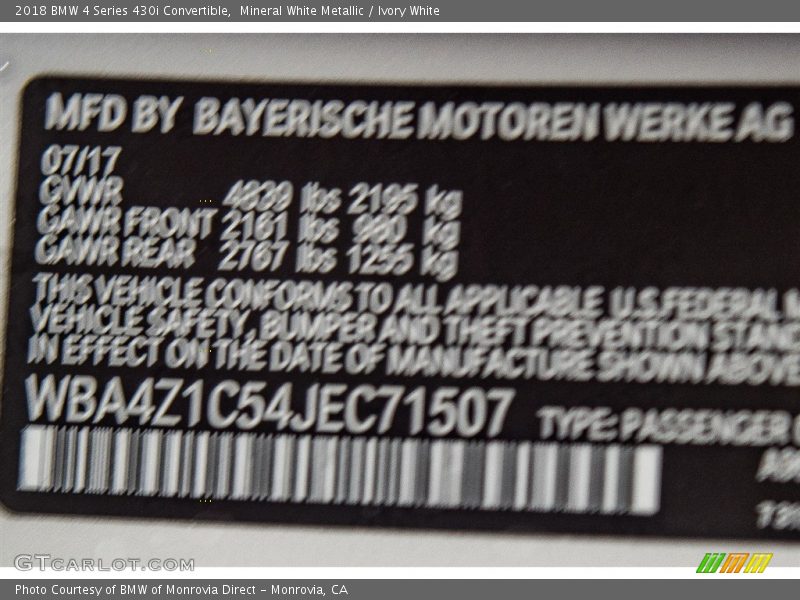 2018 BMW 4 Series 430i Convertible,  Mineral White Metallic / Ivory White
MFD BY BAYERISCHE MOTOREN WERKE AG
07/17
GVWR 4839 lbs 2195 kg
GAWR FRONT 2161 lbs 980 kg
GAWR REAR 2767 lbs 1255 kg
THIS VEHICLE CONFORMS TO ALL APPLICABLE U.S. FEDERAL
VEHICLE SAFETY, BUMPER AND THEFT PREVENTION
IN EFFECT ON THE DATE OF MANUFACTURE SHOWN ABOVE
WBA4Z1C54JEC71507 TYPE: PASSENGER
GTCARLOT.COM
Photo Courtesy of BMW of Monrovia Direct – Monrovia, CA